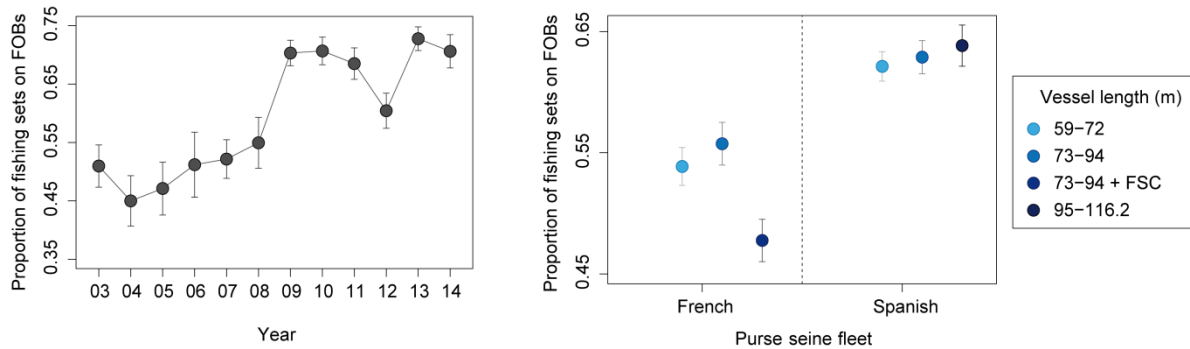 Proportion of fishing sets on FOBs
0.75
0.65
0.55
0.45
0.35
03 04 05 06 07 08 09 10 11 12 13 14
Year
Proportion of fishing sets on FOBs
0.65
0.55
0.45
French Spanish
Purse seine fleet
Vessel length (m)
59−72
73−94
73−94 + FSC
95−116.2